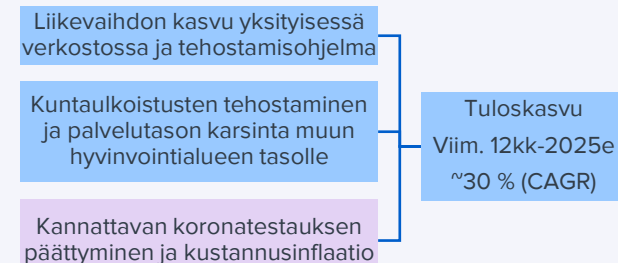 Liikevaihdon kasvu yksityisessä
verkostossa ja tehostamisohjelma
Kuntaulkoistusten tehostaminen
ja palvelutason karsinta muun
hyvinvointialueen tasolle
Kannattavan koronatestauksen
päättyminen ja kustannusinflaatio
Tuloskasvu
Viim. 12kk-2025e
~30 % (CAGR)